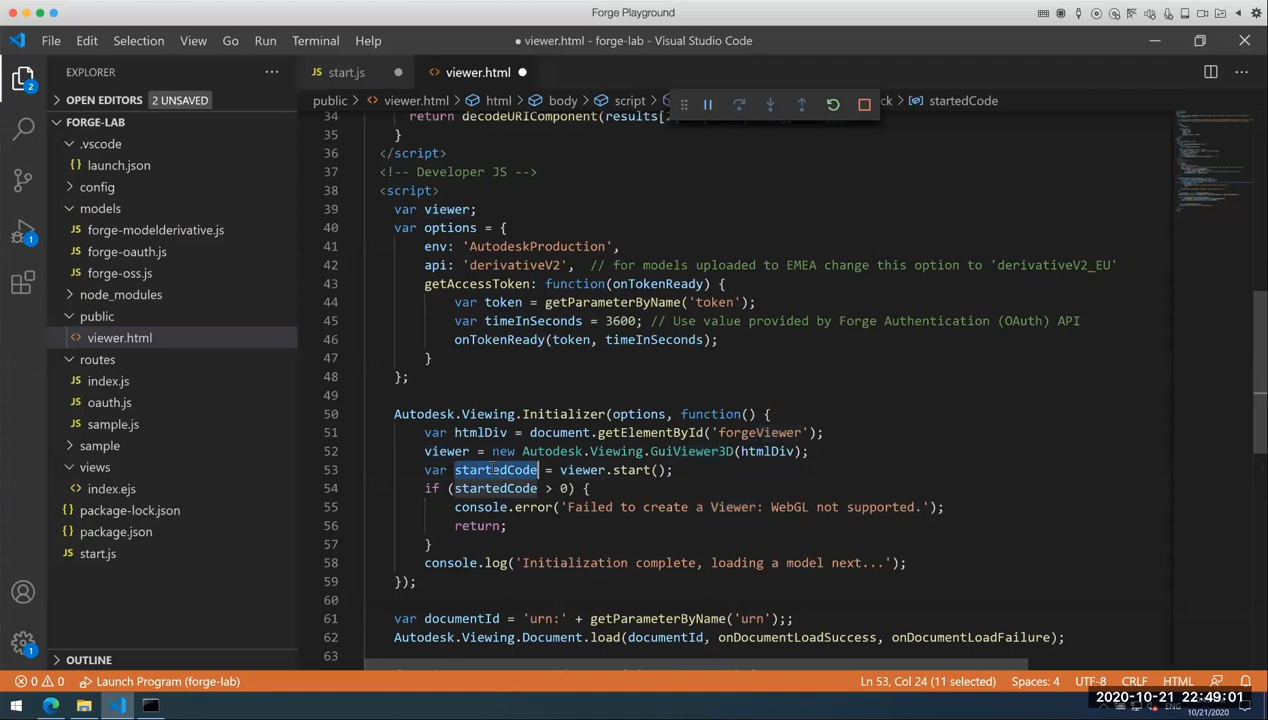 Forge Playground
File Edit Selection View Go Run Terminal Help
● viewer.html - forge-lab - Visual Studio Code
EXPLORER
OPEN EDITORS 2 UNSAVED
FORGE-LAB
.vscode
launch.json
config
models
forge-modelderivative.js
forge-oauth.js
forge-oss.js
node_modules
public
viewer.html
routes
index.js
oauth.js
sample.js
sample
views
index.ejs
package-lock.json
package.json
start.js
OUTLINE
start.js viewer.html
public > viewer.html > html > body > script > ck > startedCode
34 return decodeURIComponent(results[2]
35 }
36 </script>
37 <!-- Developer JS -->
38 <script>
39 var viewer;
40 var options = {
41 env: 'AutodeskProduction',
42 api: 'derivativeV2', // for models uploaded to EMEA change this option to 'derivativeV2_EU'
43 getAccessToken: function(onTokenReady) {
44 var token = getParameterByName('token');
45 var timeInSeconds = 3600; // Use value provided by Forge Authentication (OAuth) API
46 onTokenReady(token, timeInSeconds);
47 }
48 };
49
50 Autodesk.Viewing.Initializer(options, function() {
51 var htmlDiv = document.getElementById('forgeViewer');
52 viewer = new Autodesk.Viewing.GuiViewer3D(htmlDiv);
53 var startedCode = viewer.start();
54 if (startedCode > 0) {
55 console.error('Failed to create a Viewer: WebGL not supported.');
56 return;
57 }
58 console.log('Initialization complete, loading a model next...');
59 });
60
61 var documentId = 'urn:' + getParameterByName('urn');;
62 Autodesk.Viewing.Document.load(documentId, onDocumentLoadSuccess, onDocumentLoadFailure);
63
0 0 Launch Program (forge-lab) Ln 53, Col 24 (11 selected) Spaces: 4 UTF-8 CRLF HTML
2020-10-21 22:49:01
ENG 10/21/2020